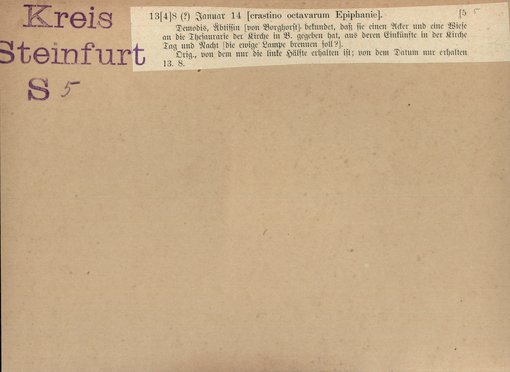 Kreis
Steinfurt
S 5
13[4]8 (?) Januar 14 [crastino octavarum Epiphanie]. [5 5
Demodis, Äbtissin [von Borghorst] bekundet, daß sie einen Acker und eine Wiese
an die Thesaurarie der Kirche in B. gegeben hat, aus deren Einkünfte in der Kirche
Tag und Nacht [die ewige Lampe brennen soll?].
Orig., von dem nur die linke Hälfte erhalten ist; von dem Datum nur erhalten
13. 8.